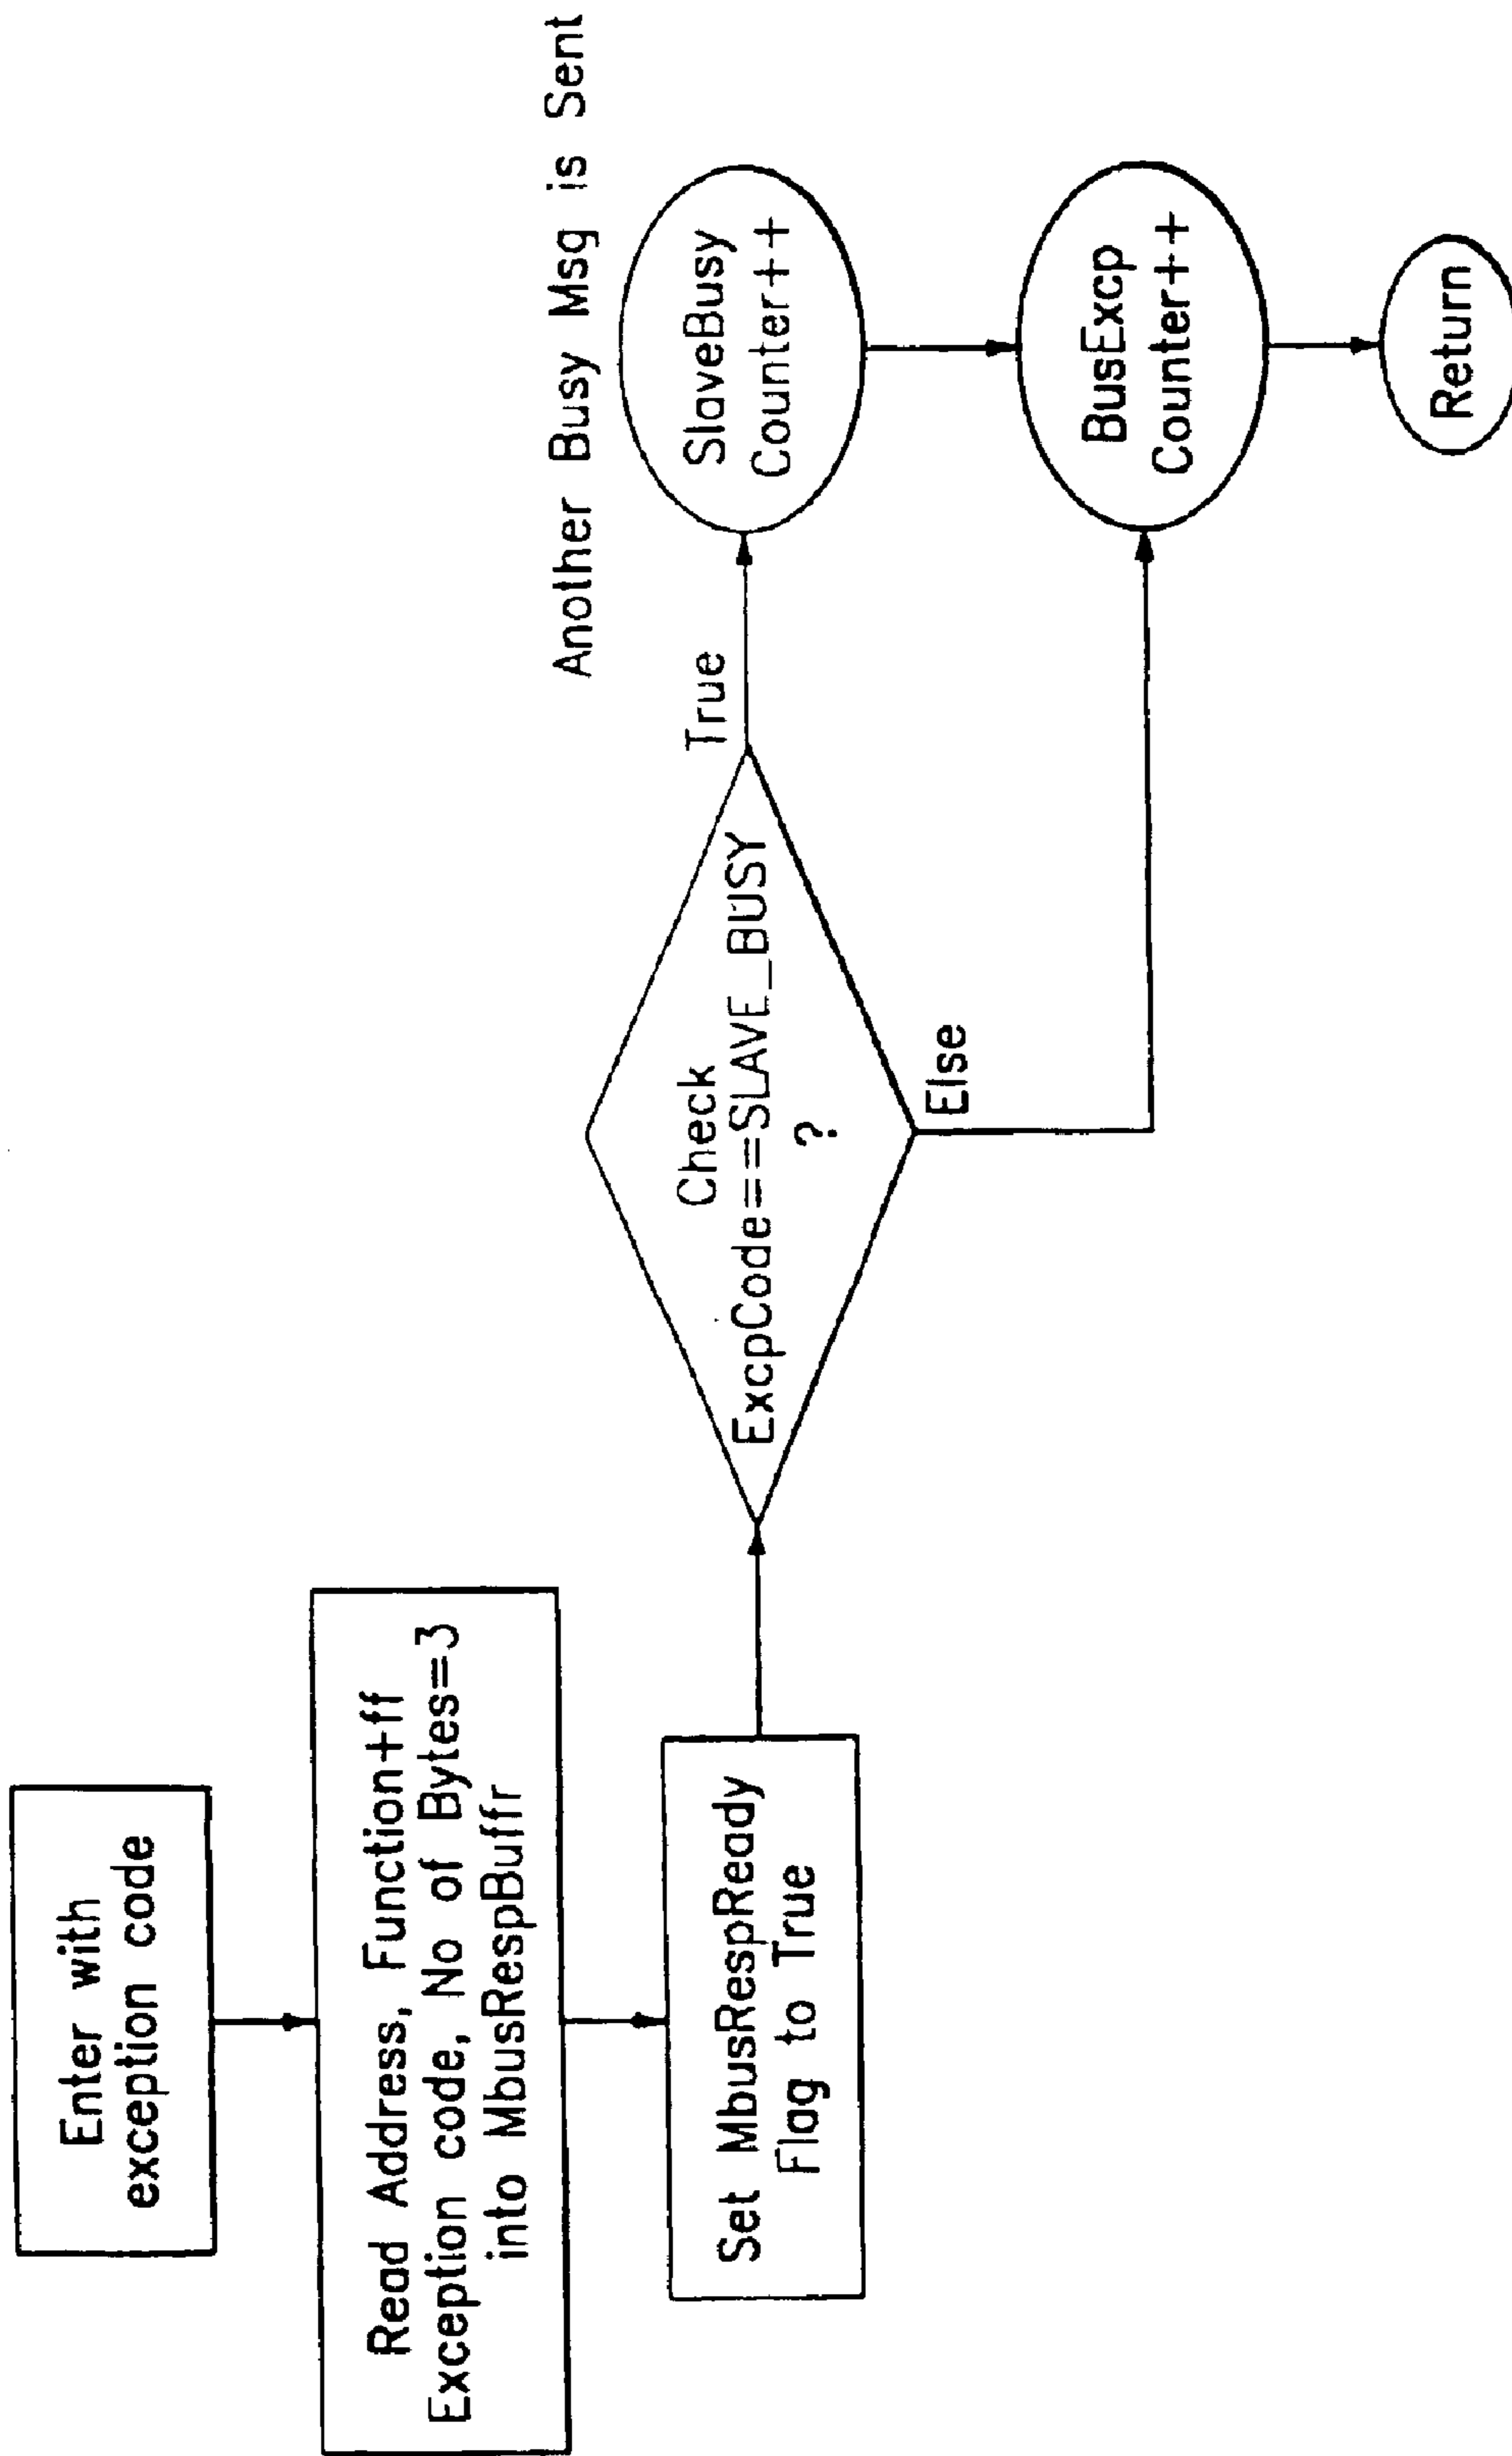 Enter with
exception code
Read Address, Function+ff
Exception code, No of Bytes=3
into MbusRespBuffr
Set MbusRespReady
Flag to True
Check
ExcpCode==SLAVE_BUSY
?
True
Else
Another Busy Msg is Sent
SlaveBusy
Counter++
BusExcp
Counter++
Return